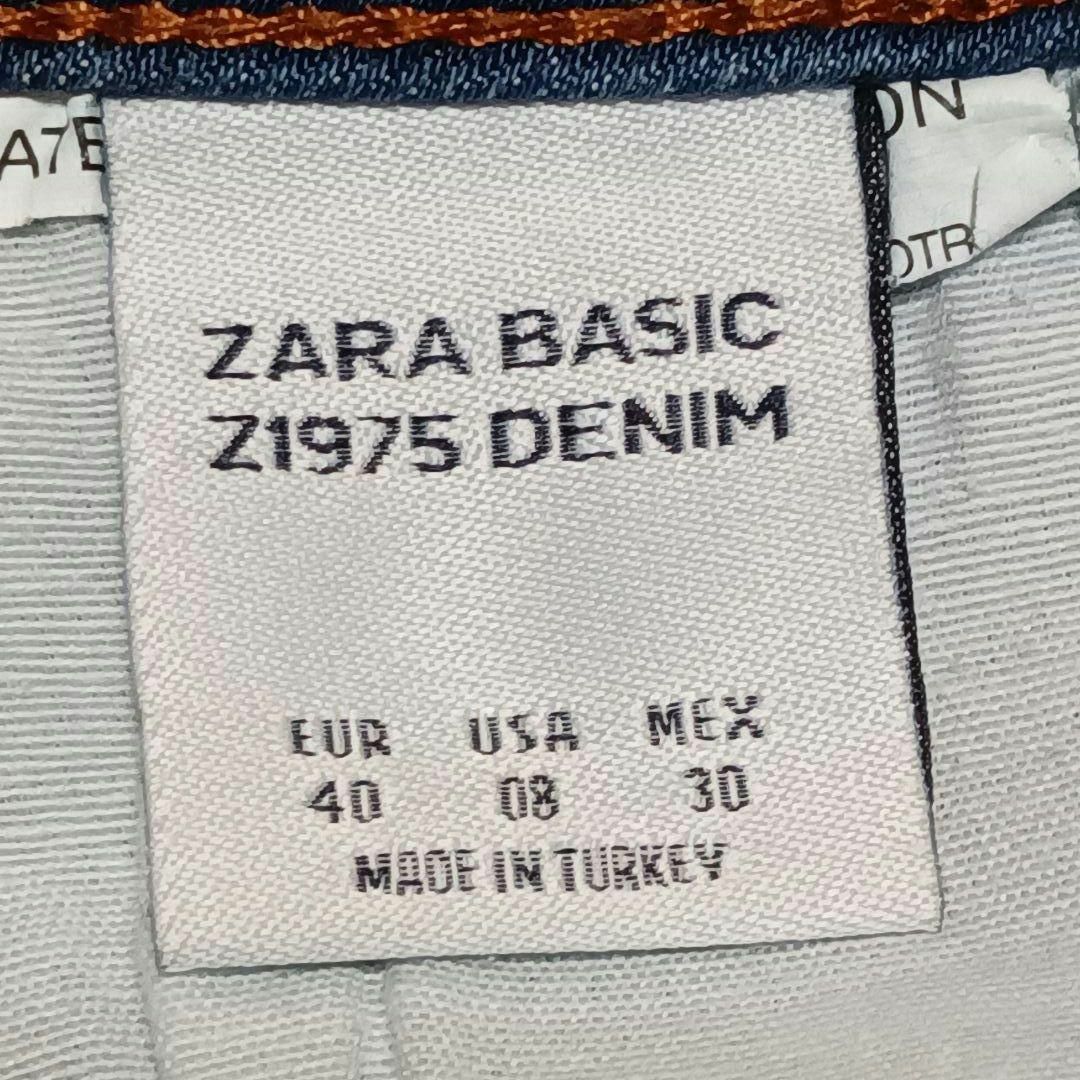 ZARA BASIC
Z1975 DENIM
EUR USA MEX
40 08 30
MADE IN TURKEY